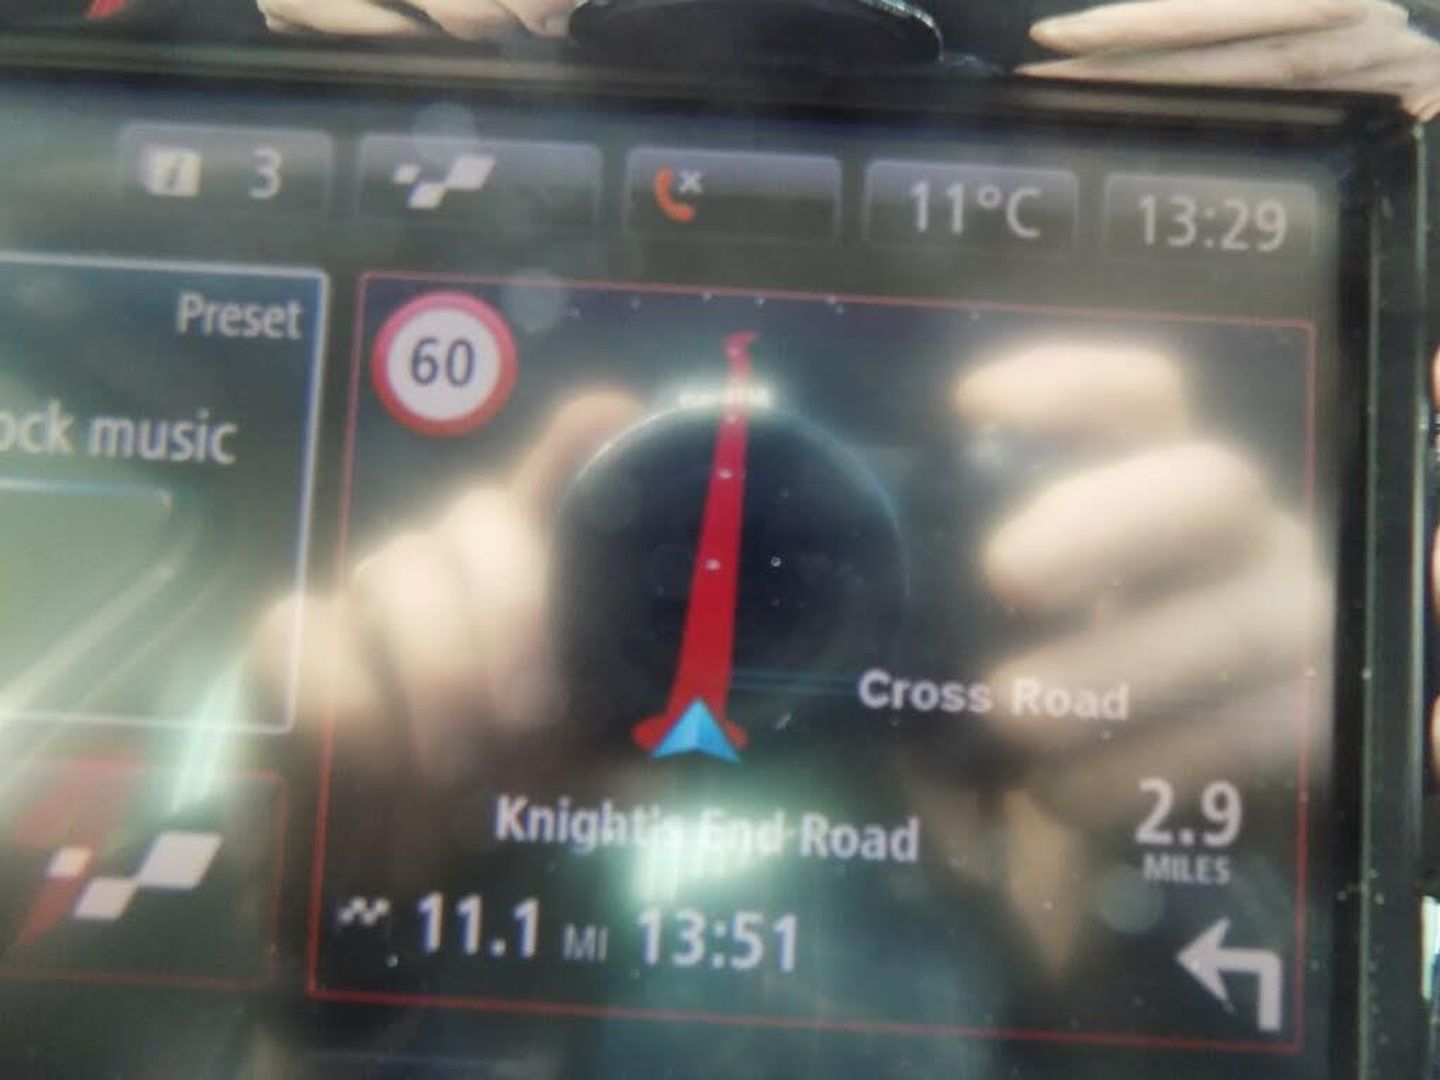 3
11°C
13:29
Preset
ock music
60
Cross Road
Knight's End Road
2.9
MILES
11.1 MI 13:51